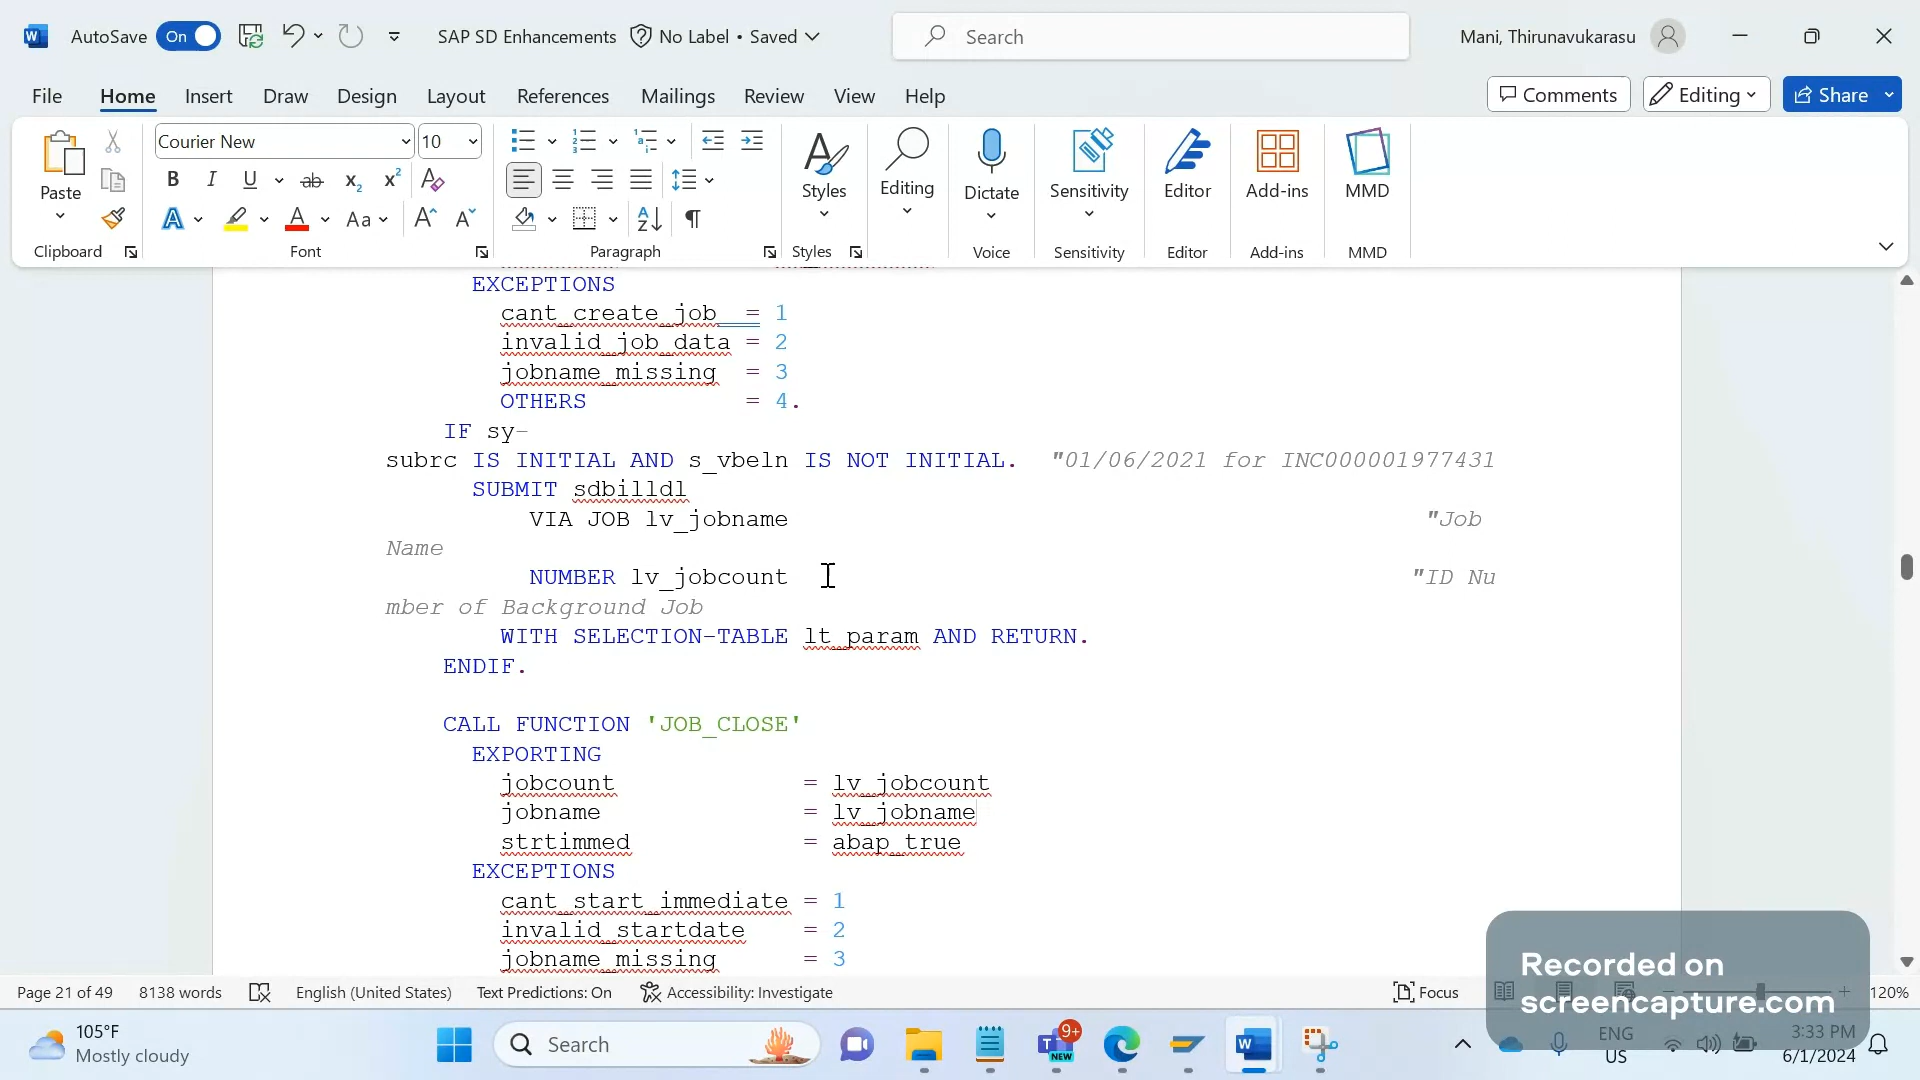 AutoSave On SAP SD Enhancements No Label • Saved Search Mani, Thirunavukarasu
File Home Insert Draw Design Layout References Mailings Review View Help Comments Editing Share
Courier New 10
Paste B I U ab x₂ x² A Styles Editing Dictate Sensitivity Editor Add-ins MMD
A A Aa A A
Clipboard Font Paragraph Styles Voice Sensitivity Editor Add-ins MMD
EXCEPTIONS
cant_create_job = 1
invalid_job_data = 2
jobname_missing = 3
OTHERS = 4.
IF sy-
subrc IS INITIAL AND s_vbeln IS NOT INITIAL. "01/06/2021 for INC000001977431
SUBMIT sdbilldl
VIA JOB lv_jobname "Job
Name
NUMBER lv_jobcount "ID Nu
mber of Background Job
WITH SELECTION-TABLE lt_param AND RETURN.
ENDIF.
CALL FUNCTION 'JOB_CLOSE'
EXPORTING
jobcount = lv_jobcount
jobname = lv_jobname
strtimmed = abap_true
EXCEPTIONS
cant_start_immediate = 1
invalid_startdate = 2
jobname_missing = 3
Recorded on
screencapture.com
Page 21 of 49 8138 words English (United States) Text Predictions: On Accessibility: Investigate Focus 120%
105°F
Mostly cloudy
Search
9+
NEW
ENG
US
3:33 PM
6/1/2024